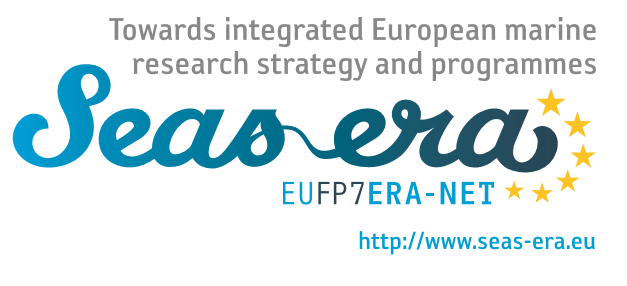 Towards integrated European marine
research strategy and programmes
Seas-era
EUFP7ERA-NET
http://www.seas-era.eu